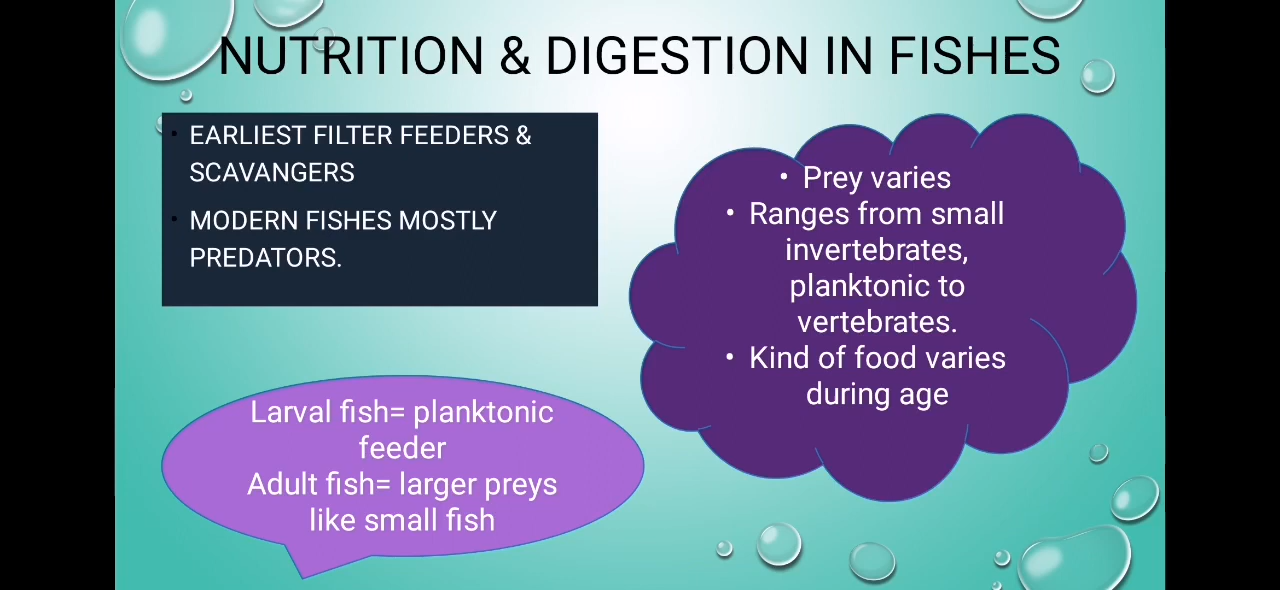 NUTRITION & DIGESTION IN FISHES
• EARLIEST FILTER FEEDERS &
SCAVANGERS
• MODERN FISHES MOSTLY
PREDATORS.
• Prey varies
• Ranges from small
invertebrates,
planktonic to
vertebrates.
• Kind of food varies
during age
Larval fish= planktonic
feeder
Adult fish= larger preys
like small fish